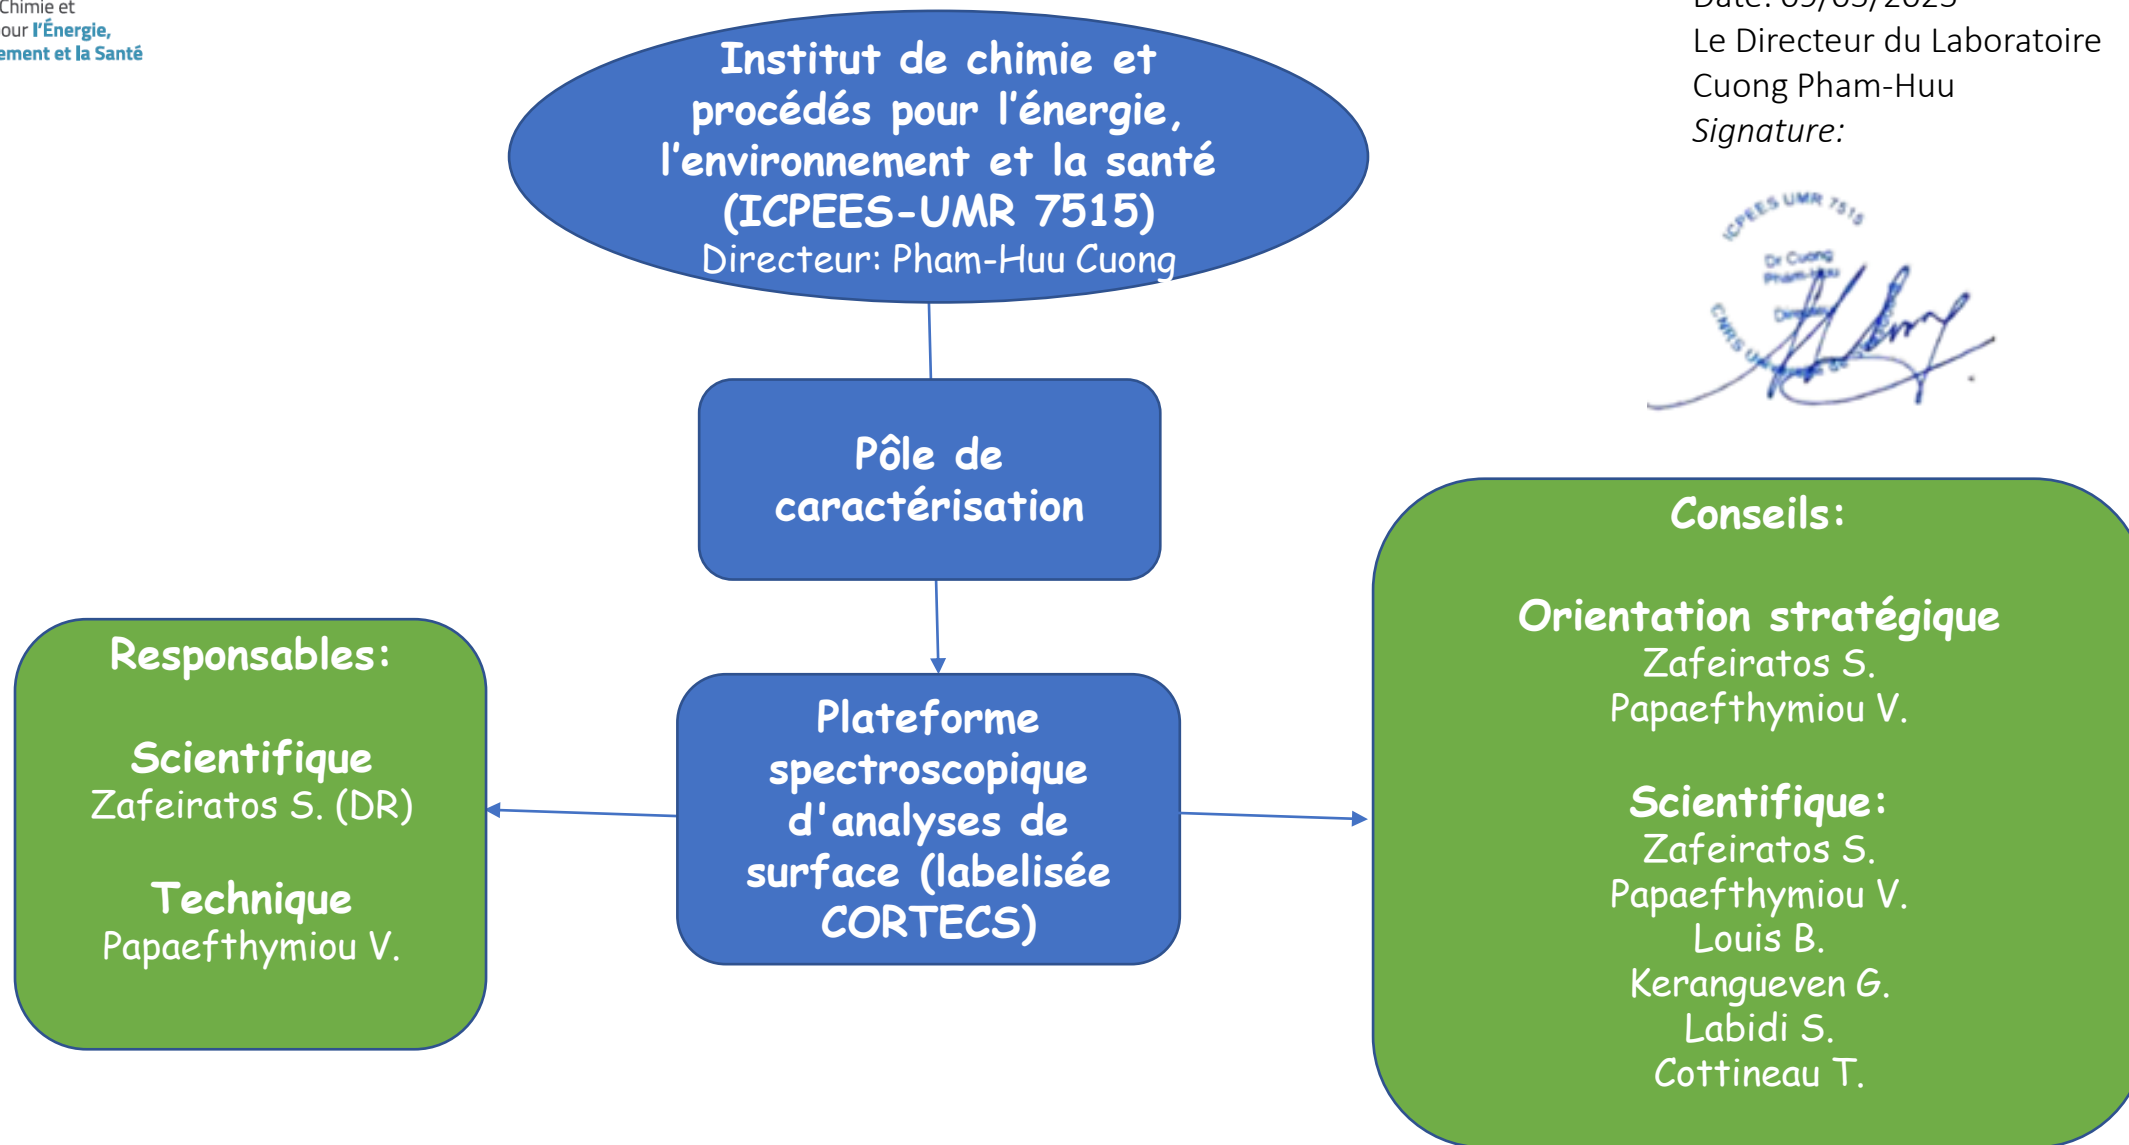 Chimie et
our l'Énergie,
ement et la Santé
Le Directeur du Laboratoire
Cuong Pham-Huu
Signature:
ICPEES UMR 7515
Dr Cuong
Pham-Huu
CNRS
Institut de chimie et
procédés pour l'énergie,
l'environnement et la santé
(ICPEES-UMR 7515)
Directeur: Pham-Huu Cuong
Pôle de
caractérisation
Plateforme
spectroscopique
d'analyses de
surface (labelisée
CORTECS)
Responsables:
Scientifique
Zafeiratos S. (DR)
Technique
Papaefthymiou V.
Conseils:
Orientation stratégique
Zafeiratos S.
Papaefthymiou V.
Scientifique:
Zafeiratos S.
Papaefthymiou V.
Louis B.
Kerangueven G.
Labidi S.
Cottineau T.